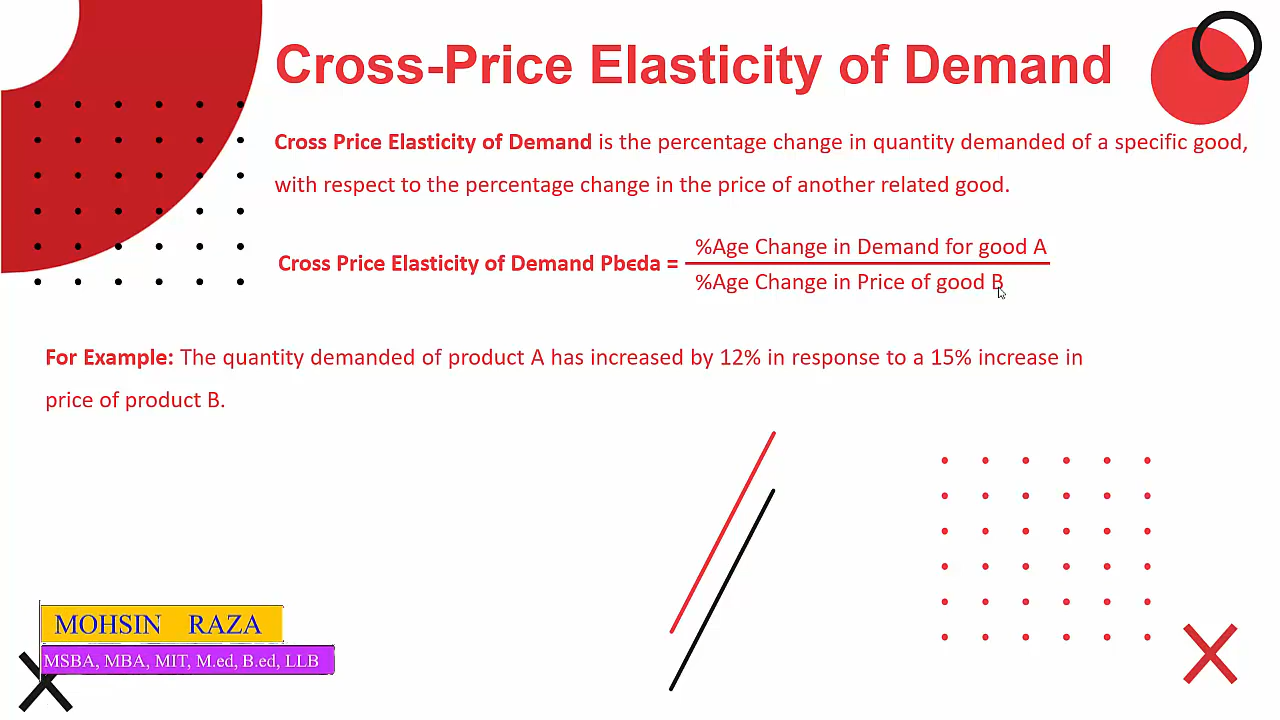 Cross-Price Elasticity of Demand
Cross Price Elasticity of Demand is the percentage change in quantity demanded of a specific good,
with respect to the percentage change in the price of another related good.
%Age Change in Demand for good A
Cross Price Elasticity of Demand Pbϵda =
%Age Change in Price of good B
For Example: The quantity demanded of product A has increased by 12% in response to a 15% increase in
price of product B.
MOHSIN RAZA
MSBA, MBA, MIT, M.ed, B.ed, LLB